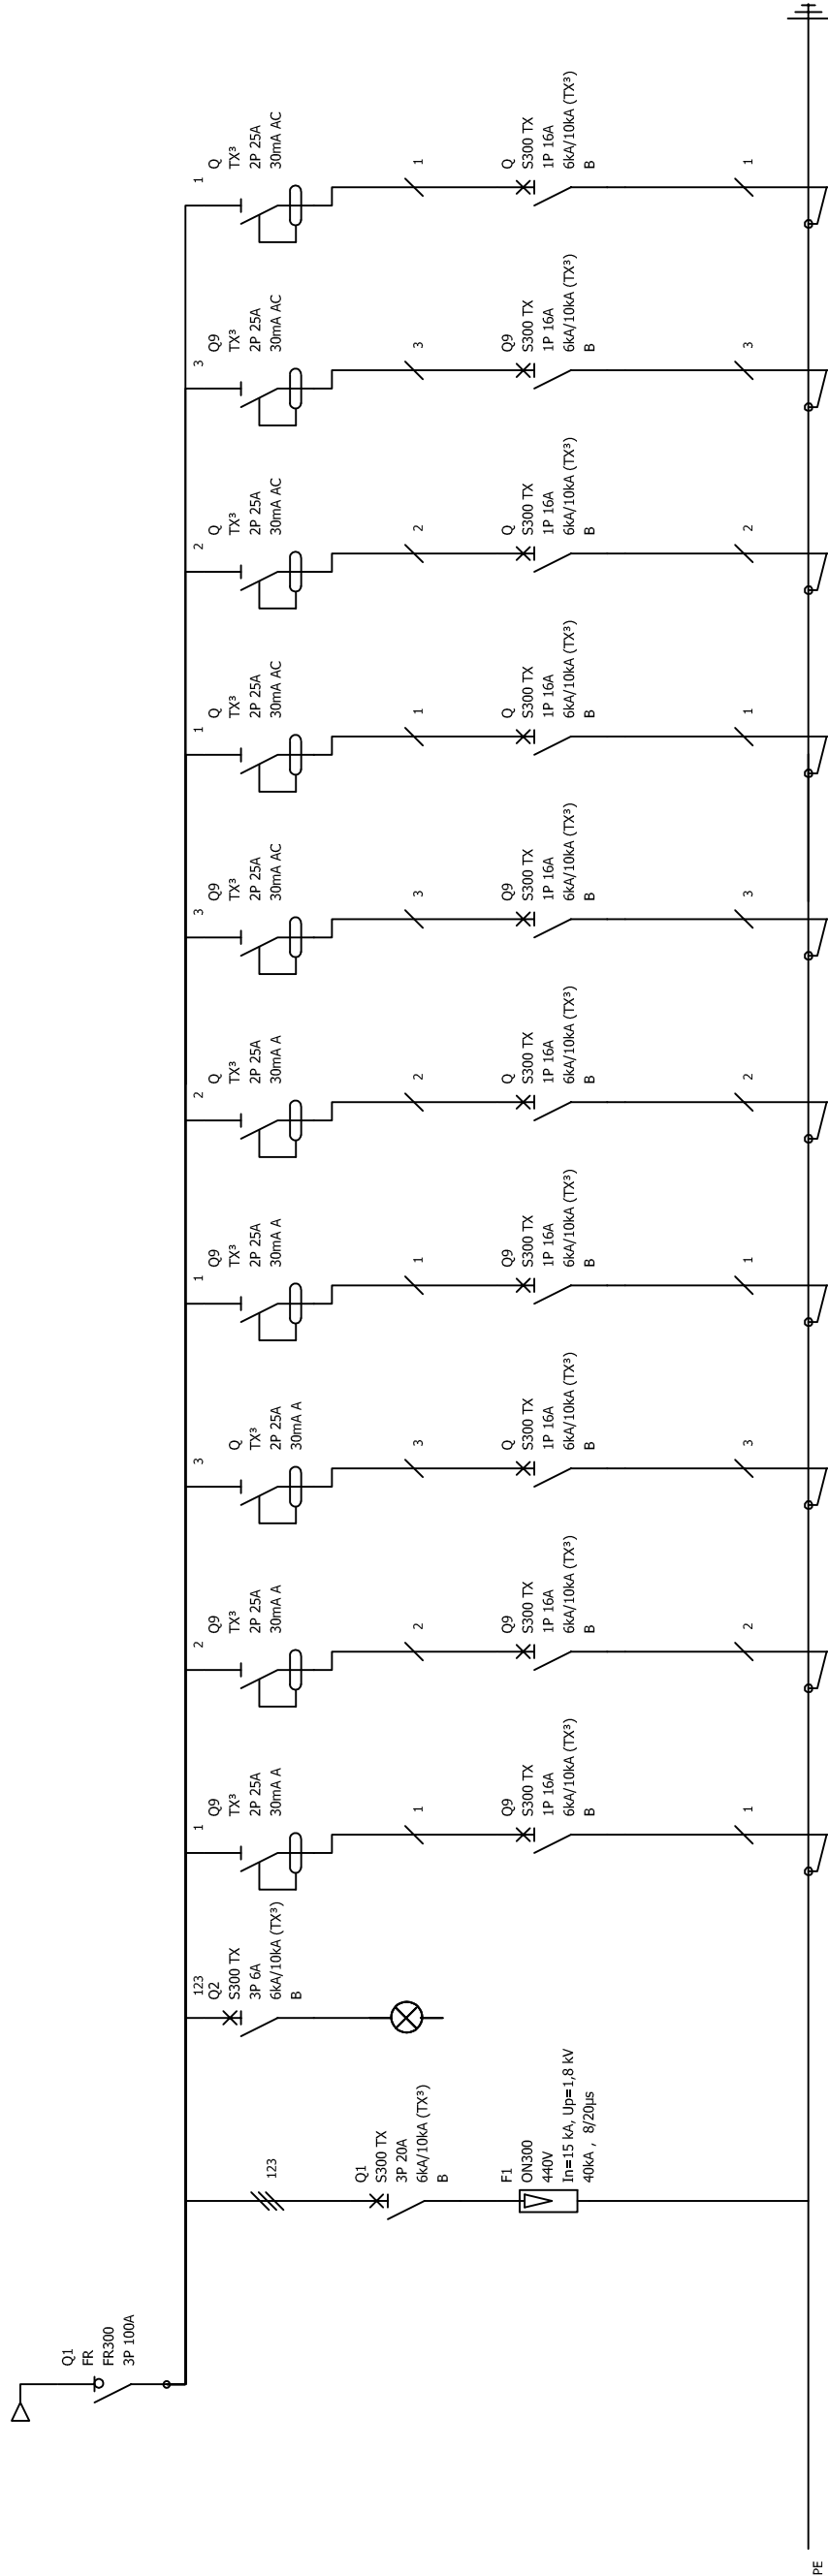 PE
Q1
FR
FR300
3P 100A
123
Q1
S300 TX
3P 20A
6kA/10kA (TX³)
B
F1
ON300
440V
In=15 kA, Up=1,8 kV
40kA , 8/20µs
123
Q2
S300 TX
3P 6A
6kA/10kA (TX³)
B
1
Q9
TX³
2P 25A
30mA A
1
Q9
S300 TX
1P 16A
6kA/10kA (TX³)
B
1
2
Q9
TX³
2P 25A
30mA A
2
Q9
S300 TX
1P 16A
6kA/10kA (TX³)
B
2
3
Q
TX³
2P 25A
30mA A
3
Q
S300 TX
1P 16A
6kA/10kA (TX³)
B
3
1
Q9
TX³
2P 25A
30mA A
1
Q9
S300 TX
1P 16A
6kA/10kA (TX³)
B
1
2
Q
TX³
2P 25A
30mA A
2
Q
S300 TX
1P 16A
6kA/10kA (TX³)
B
2
3
Q9
TX³
2P 25A
30mA AC
3
Q9
S300 TX
1P 16A
6kA/10kA (TX³)
B
3
1
Q
TX³
2P 25A
30mA AC
1
Q
S300 TX
1P 16A
6kA/10kA (TX³)
B
1
2
Q
TX³
2P 25A
30mA AC
2
Q
S300 TX
1P 16A
6kA/10kA (TX³)
B
2
3
Q9
TX³
2P 25A
30mA AC
3
Q9
S300 TX
1P 16A
6kA/10kA (TX³)
B
3
1
Q
TX³
2P 25A
30mA AC
1
Q
S300 TX
1P 16A
6kA/10kA (TX³)
B
1